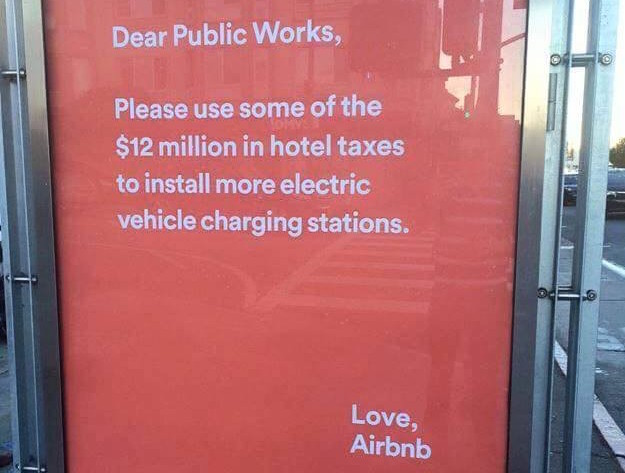 Dear Public Works,
Please use some of the
$12 million in hotel taxes
to install more electric
vehicle charging stations.
Love,
Airbnb